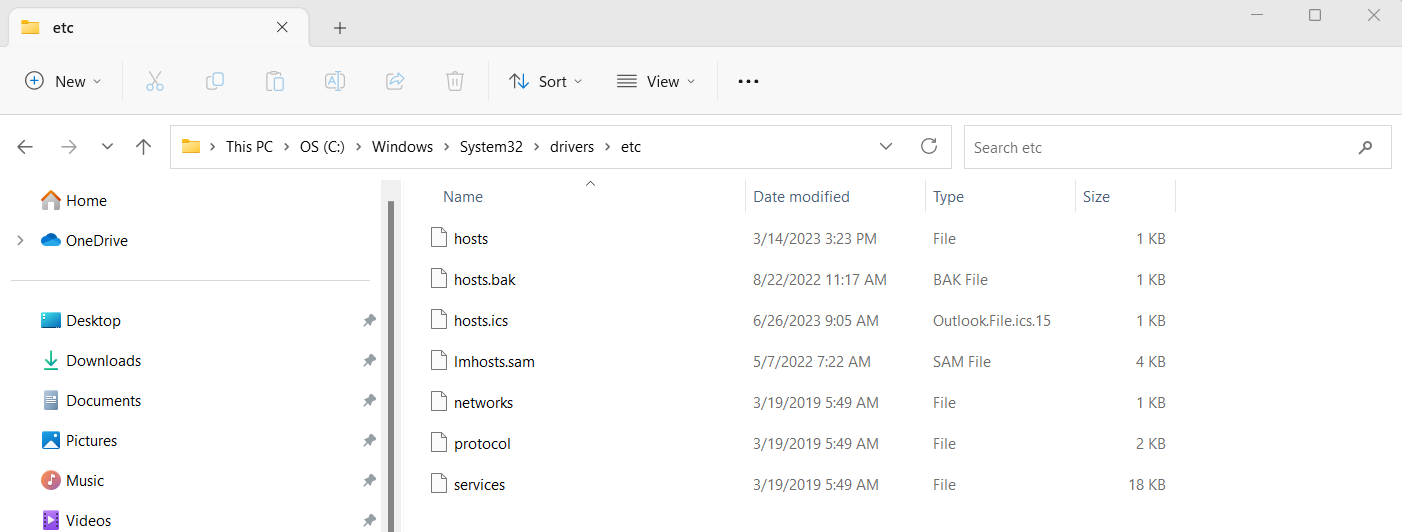 etc
New Sort View
This PC > OS (C:) > Windows > System32 > drivers > etc
Search etc
Home
OneDrive
Desktop
Downloads
Documents
Pictures
Music
Videos
Name Date modified Type Size
hosts 3/14/2023 3:23 PM File 1 KB
hosts.bak 8/22/2022 11:17 AM BAK File 1 KB
hosts.ics 6/26/2023 9:05 AM Outlook.File.ics.15 1 KB
lmhosts.sam 5/7/2022 7:22 AM SAM File 4 KB
networks 3/19/2019 5:49 AM File 1 KB
protocol 3/19/2019 5:49 AM File 2 KB
services 3/19/2019 5:49 AM File 18 KB